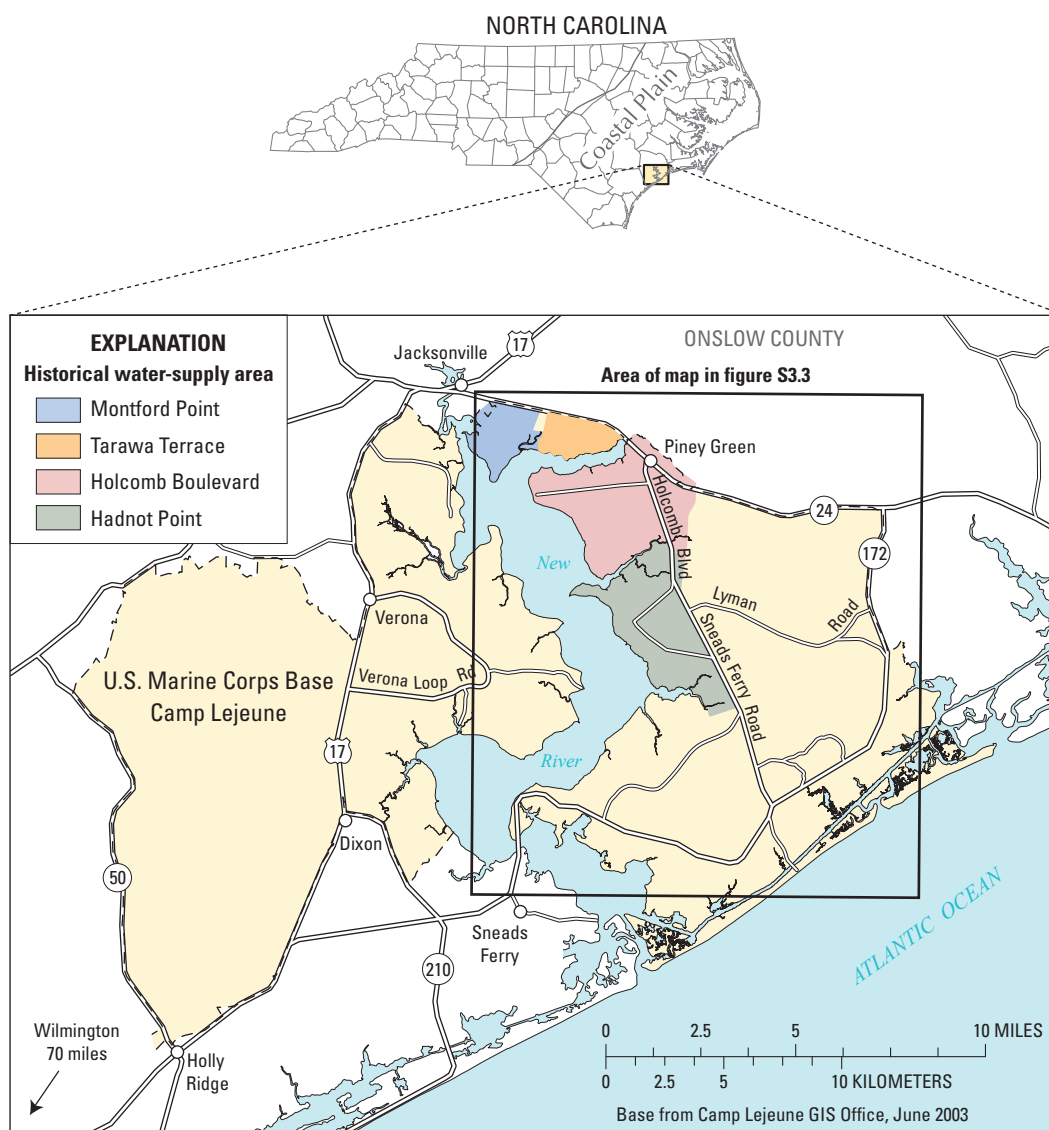 NORTH CAROLINA
Coastal Plain
EXPLANATION
Historical water-supply area
Montford Point
Tarawa Terrace
Holcomb Boulevard
Hadnot Point
ONSLOW COUNTY
17
Jacksonville
Area of map in figure S3.3
Piney Green
Holcomb Blvd
24
172
New
Lyman
Road
Verona
Sneads Ferry Road
Verona Loop Rd
U.S. Marine Corps Base
Camp Lejeune
17
River
Dixon
50
ATLANTIC OCEAN
Sneads
Ferry
210
Wilmington
70 miles
Holly
Ridge
0 2.5 5 10 MILES
0 2.5 5 10 KILOMETERS
Base from Camp Lejeune GIS Office, June 2003